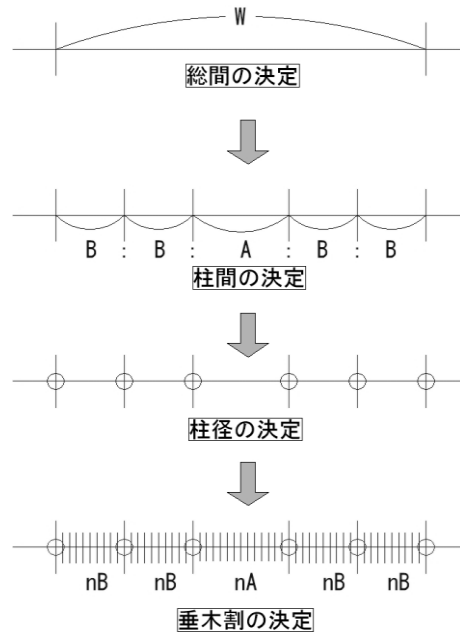 W
総間の決定
B : B : A : B : B
柱間の決定
柱径の決定
nB nB nA nB nB
垂木割の決定